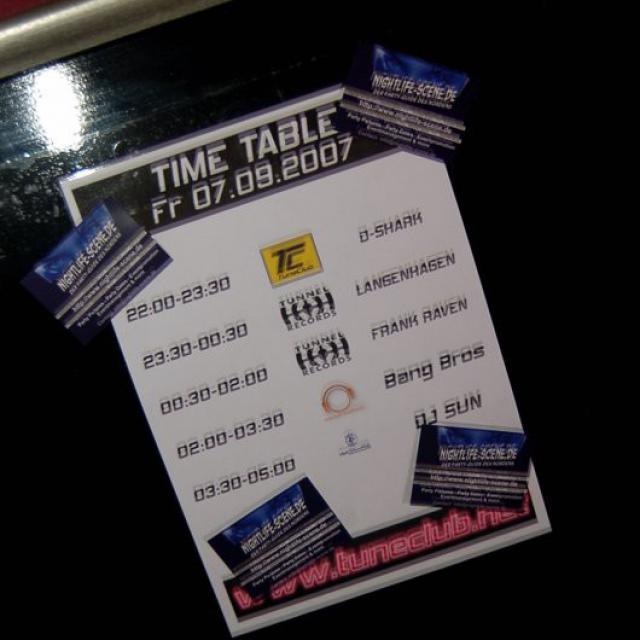 TIME TABLE
Fr 07.09.2007
NIGHTLIFE-SCENE.DE
NIGHTLIFE-SCENE.DE
22:00-23:30 TC TuneClub D-SHARK
23:30-00:30 TUNNEL RECORDS LANGENHAGEN
00:30-02:00 TUNNEL RECORDS FRANK RAVEN
02:00-03:30 Bang Bros
03:30-05:00 DJ SUN
NIGHTLIFE-SCENE.DE
NIGHTLIFE-SCENE.DE
www.tuneclub.net